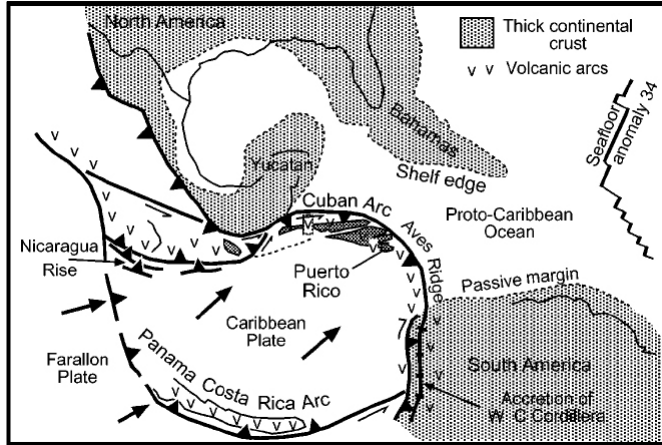 North America
Thick continental
crust
v v Volcanic arcs
Seafloor
anomaly 34
Bahamas
Yucatan
Shelf edge
Cuban Arc
Aves
Ridge
Proto-Caribbean
Ocean
Nicaragua
Rise
Puerto
Rico
Passive margin
Caribbean
Plate
7
Farallon
Plate
Panama Costa
Rica Arc
South America
Accretion of
W. C Cordillera